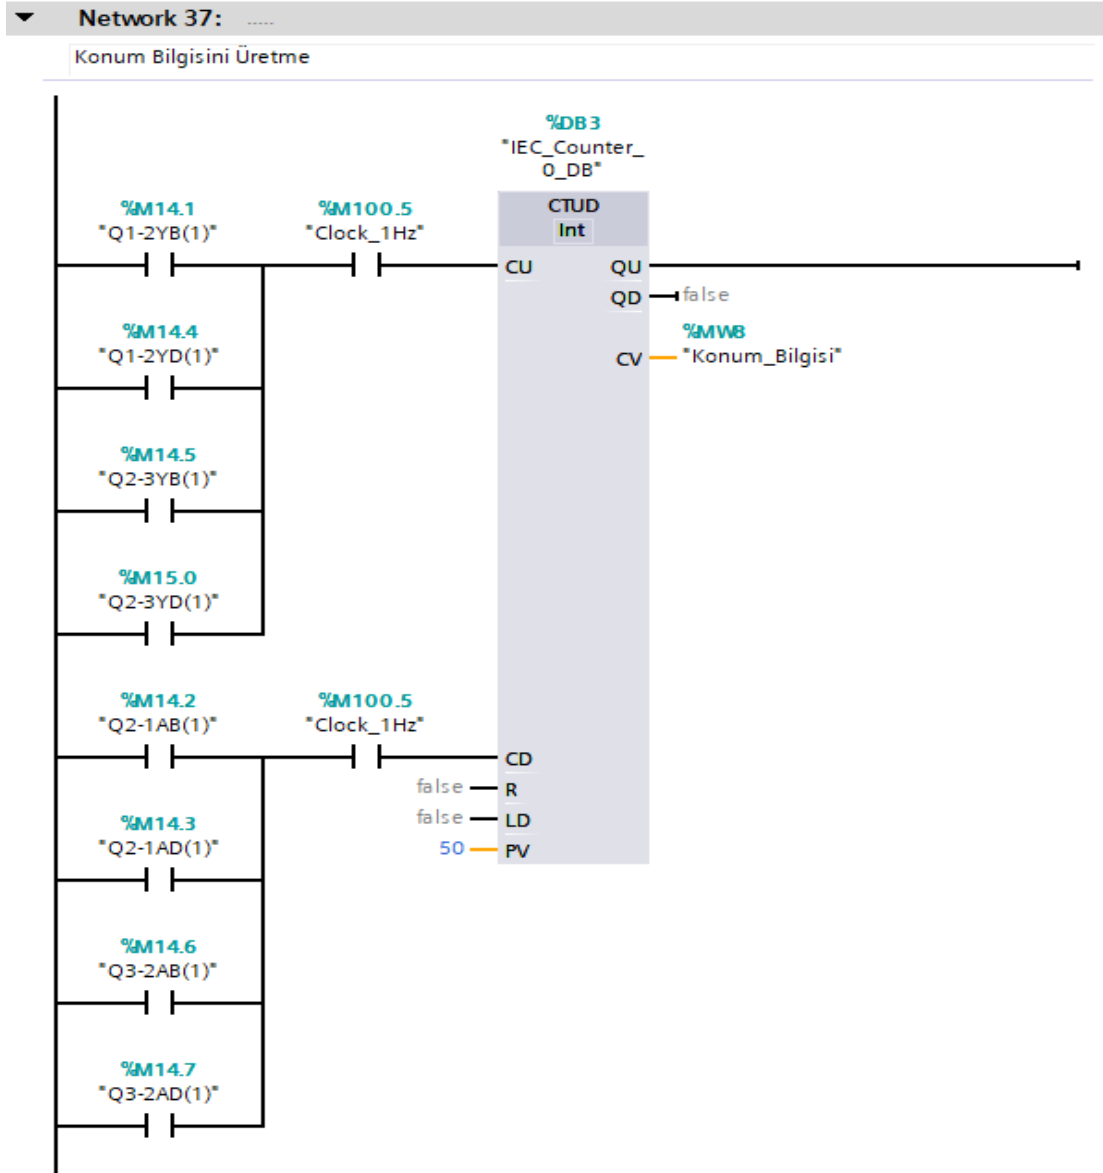 Network 37: .....
Konum Bilgisini Üretme
%DB3
"IEC_Counter_
0_DB"
%M14.1
"Q1-2YB(1)"
%M100.5
"Clock_1Hz"
CTUD
Int
CU
QU
QD
false
%M14.4
"Q1-2YD(1)"
%MW8
CV
"Konum_Bilgisi"
%M14.5
"Q2-3YB(1)"
%M15.0
"Q2-3YD(1)"
%M14.2
"Q2-1AB(1)"
%M100.5
"Clock_1Hz"
CD
false
R
%M14.3
"Q2-1AD(1)"
false
LD
50
PV
%M14.6
"Q3-2AB(1)"
%M14.7
"Q3-2AD(1)"